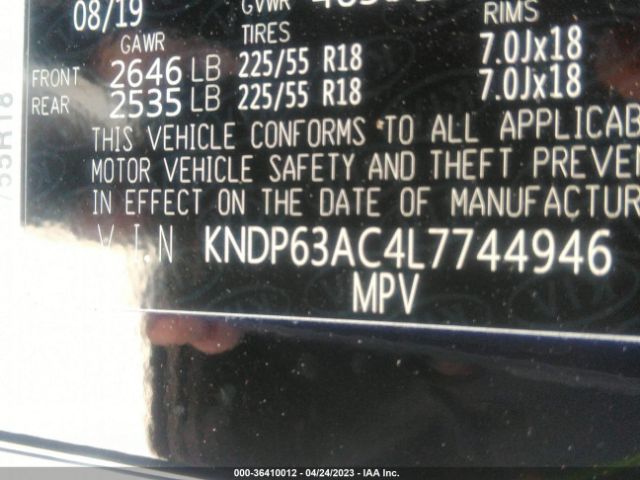 08/19 GVWR
GAWR TIRES RIMS
FRONT 2646 LB 225/55 R18 7.0Jx18
REAR 2535 LB 225/55 R18 7.0Jx18
THIS VEHICLE CONFORMS TO ALL APPLICAB
MOTOR VEHICLE SAFETY AND THEFT PREVEN
IN EFFECT ON THE DATE OF MANUFACTUR
V.I.N KNDP63AC4L7744946
MPV
55R18
000-36410012 - 04/24/2023 - IAA Inc.